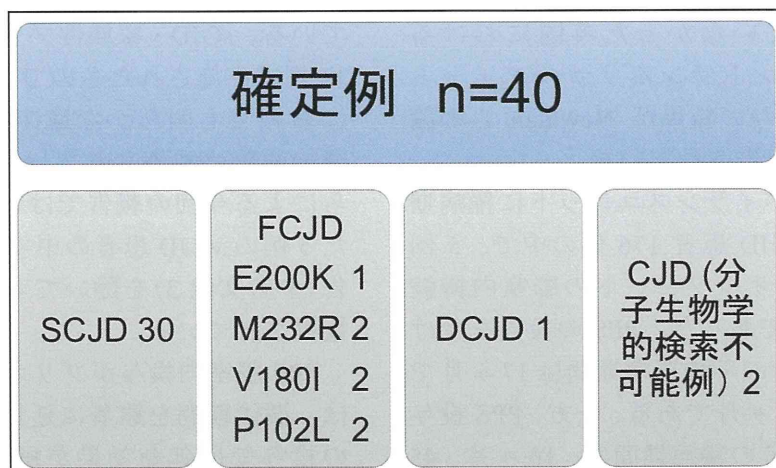 確定例 n=40
SCJD 30
FCJD
E200K 1
M232R 2
V180I 2
P102L 2
DCJD 1
CJD (分
子生物学
的検索不
可能例) 2